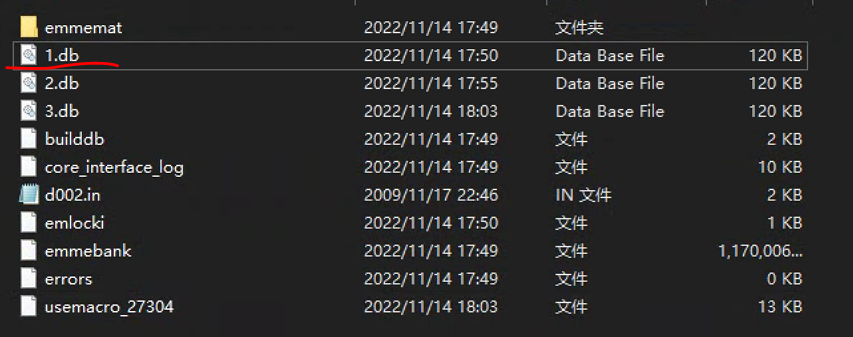 emmemat 2022/11/14 17:49 文件夹
1.db 2022/11/14 17:50 Data Base File 120 KB
2.db 2022/11/14 17:55 Data Base File 120 KB
3.db 2022/11/14 18:03 Data Base File 120 KB
builddb 2022/11/14 17:49 文件 2 KB
core_interface_log 2022/11/14 17:49 文件 10 KB
d002.in 2009/11/17 22:46 IN 文件 2 KB
emlocki 2022/11/14 17:50 文件 1 KB
emmebank 2022/11/14 17:49 文件 1,170,006...
errors 2022/11/14 17:49 文件 0 KB
usemacro_27304 2022/11/14 18:03 文件 13 KB